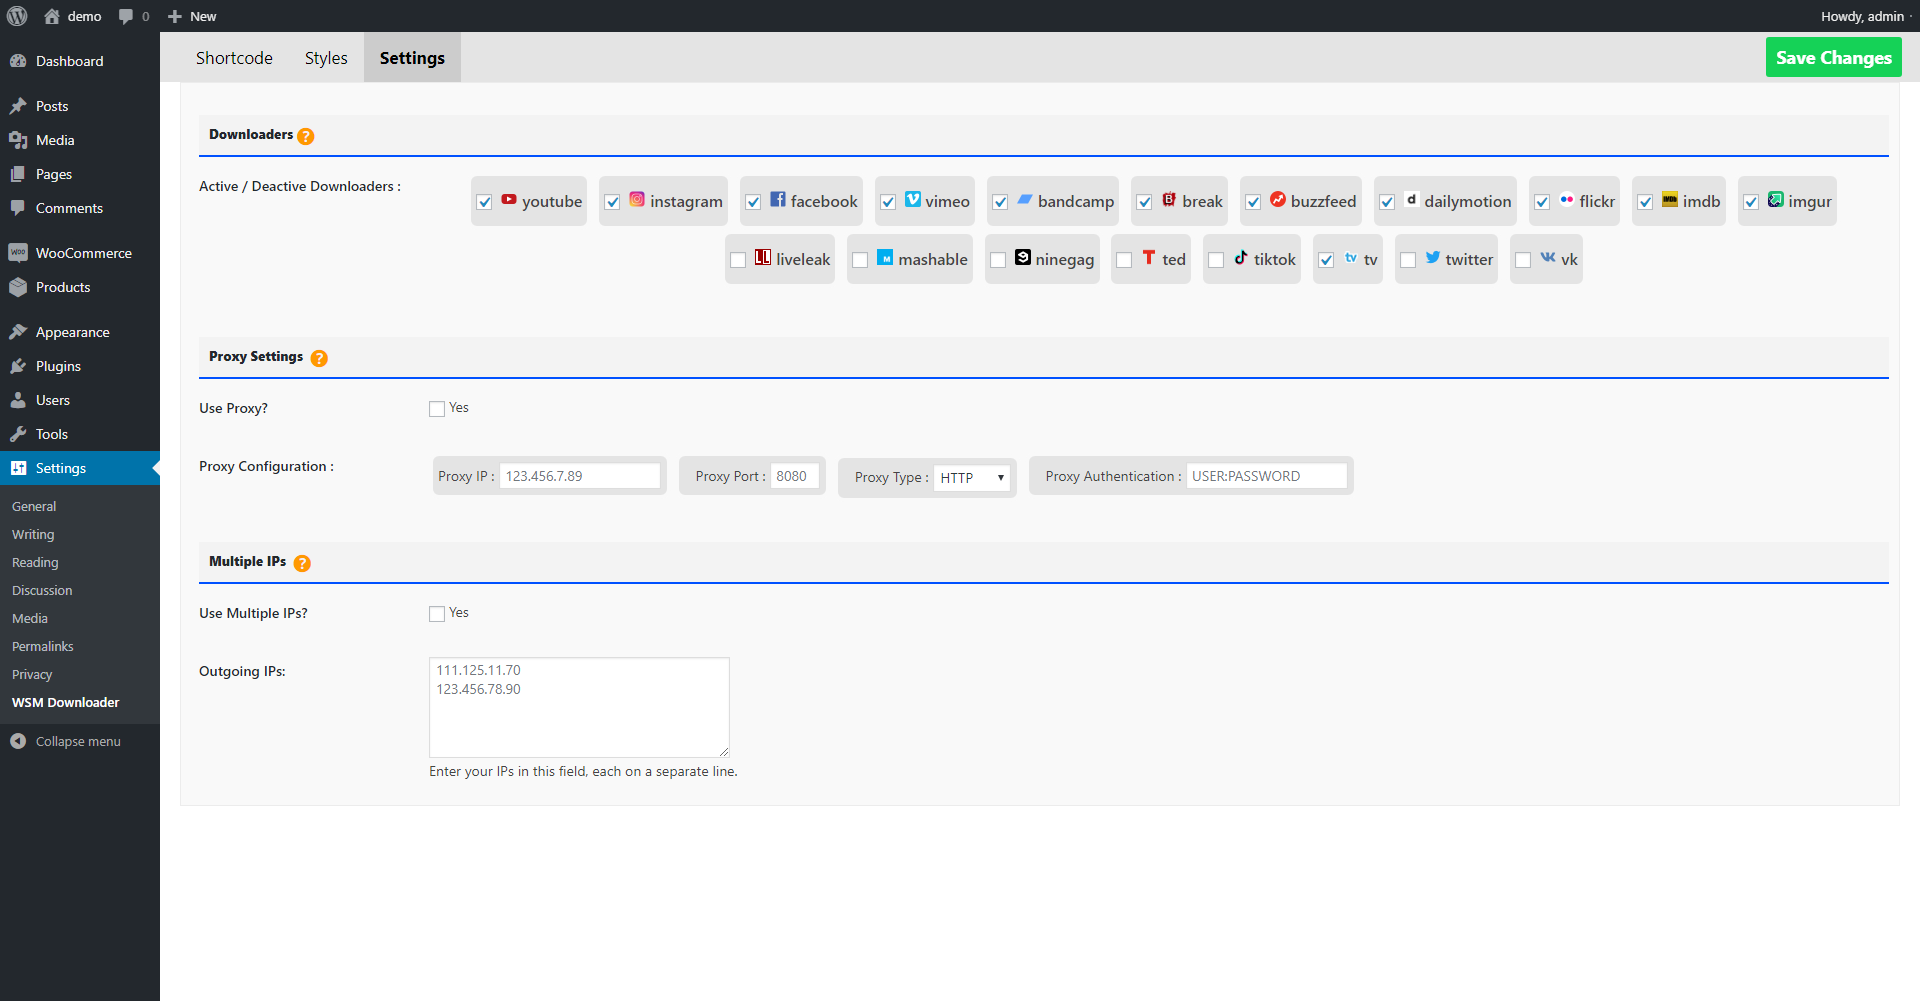 demo 0 New Howdy, admin
Shortcode Styles Settings Save Changes
Dashboard
Posts
Media
Pages
Comments
WooCommerce
Products
Appearance
Plugins
Users
Tools
Settings
General
Writing
Reading
Discussion
Media
Permalinks
Privacy
WSM Downloader
Collapse menu
Downloaders ?
Active / Deactive Downloaders :
youtube instagram facebook vimeo bandcamp break buzzfeed dailymotion flickr imdb imgur
liveleak mashable ninegag ted tiktok tv twitter vk
Proxy Settings ?
Use Proxy? Yes
Proxy Configuration : Proxy IP : 123.456.7.89 Proxy Port : 8080 Proxy Type : HTTP Proxy Authentication : USER:PASSWORD
Multiple IPs ?
Use Multiple IPs? Yes
Outgoing IPs: 111.125.11.70
123.456.78.90
Enter your IPs in this field, each on a separate line.